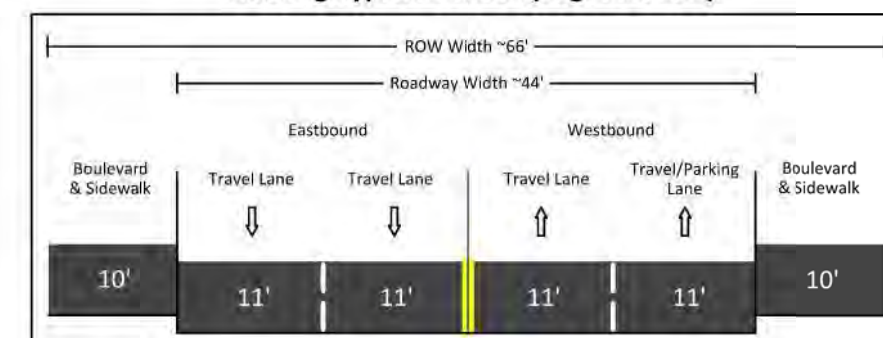 ROW Width ~66'
Roadway Width ~44'
Eastbound
Westbound
Boulevard
& Sidewalk
Travel Lane
Travel Lane
Travel Lane
Travel/Parking
Lane
Boulevard
& Sidewalk
10'
11'
11'
11'
11'
10'